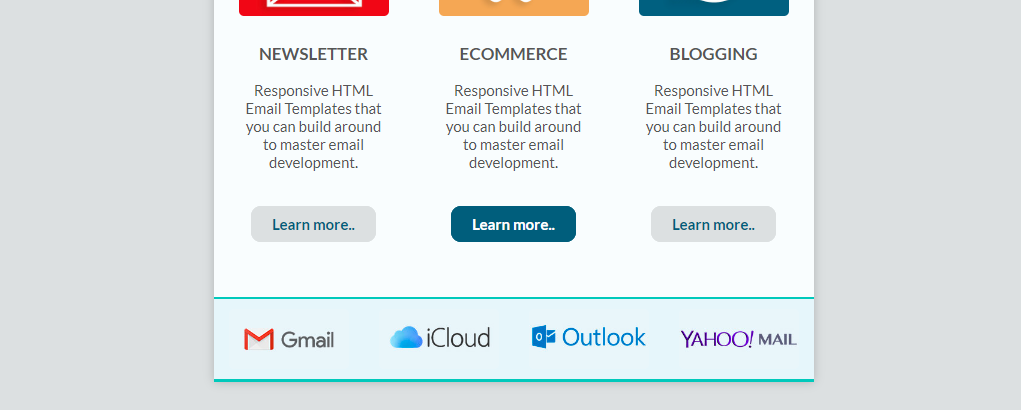 NEWSLETTER
Responsive HTML
Email Templates that
you can build around
to master email
development.
Learn more..
ECOMMERCE
Responsive HTML
Email Templates that
you can build around
to master email
development.
Learn more..
BLOGGING
Responsive HTML
Email Templates that
you can build around
to master email
development.
Learn more..
Gmail
iCloud
Outlook
YAHOO! MAIL